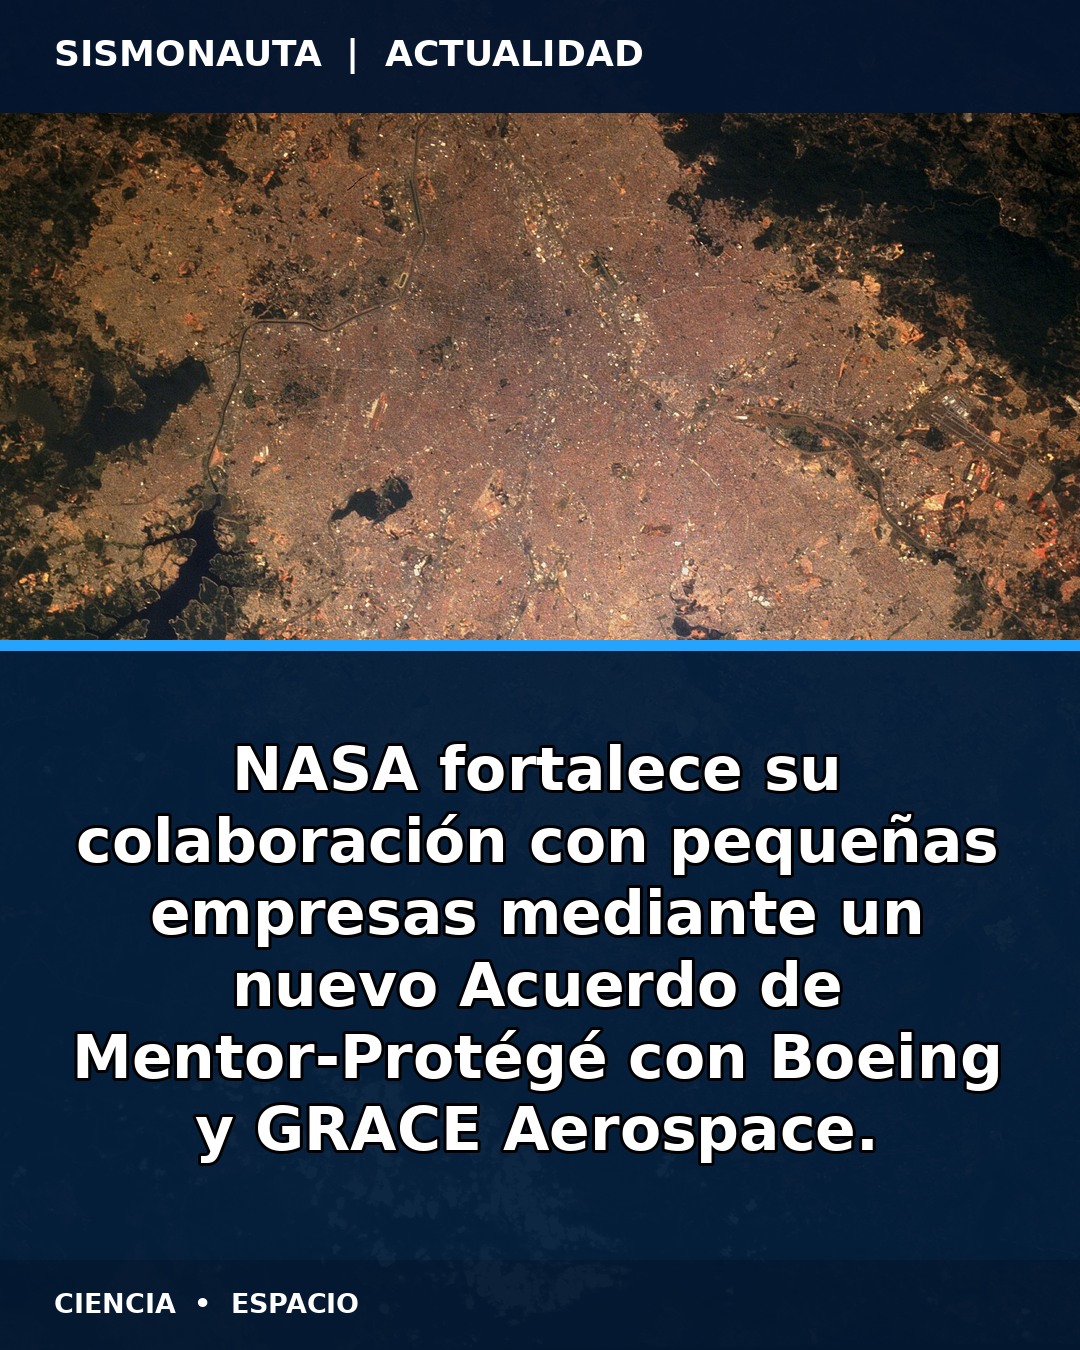 SISMONAUTA | ACTUALIDAD
NASA fortalece su
colaboración con pequeñas
empresas mediante un
nuevo Acuerdo de
Mentor-Protégé con Boeing
y GRACE Aerospace.
CIENCIA • ESPACIO